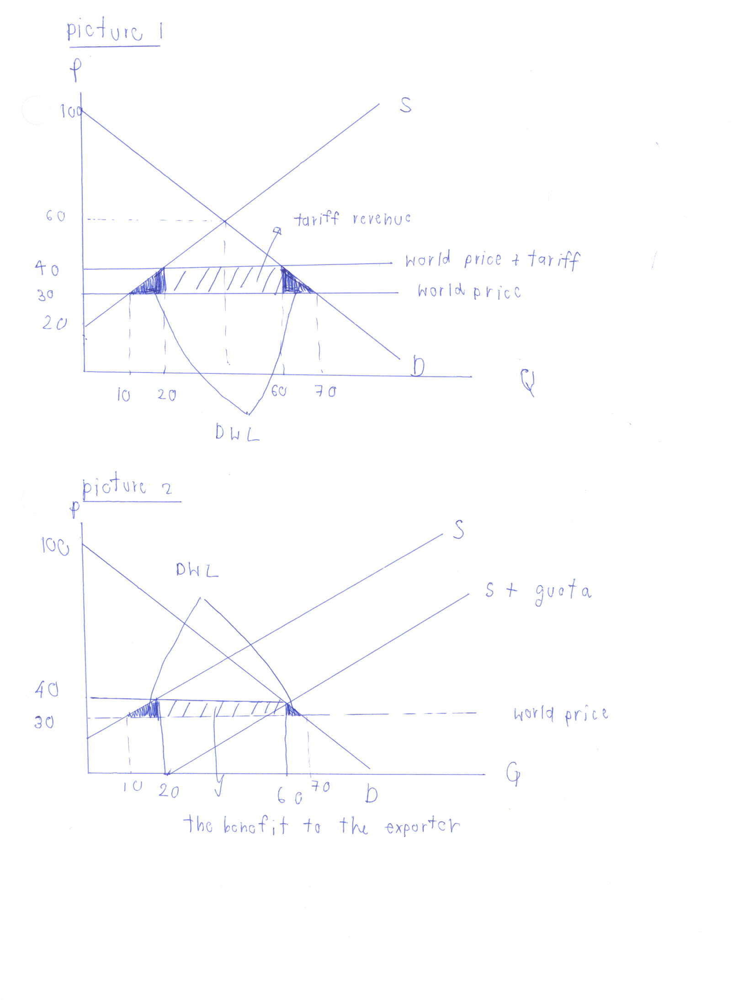 picture 1
P
100
S
60
tariff revenue
40
world price + tariff
30
world price
20
D
Q
10 20 60 70
DWL
picture 2
P
100
S
DWL
S + quota
40
30
world price
10 20 60 70 D
Q
the benefit to the exporter